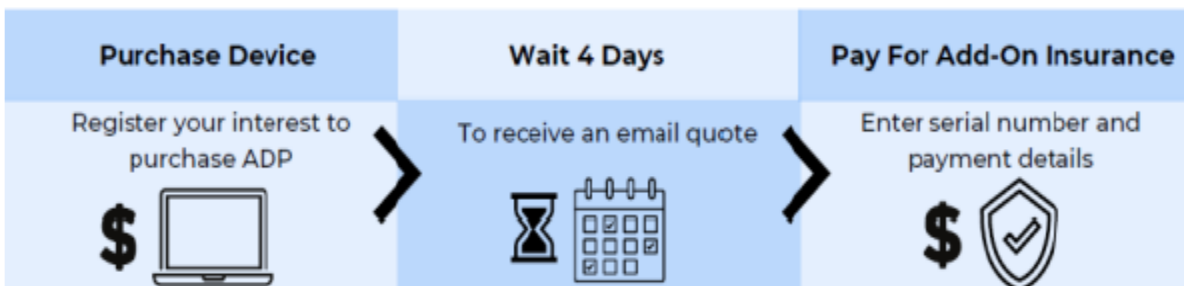 Purchase Device
Register your interest to
purchase ADP
$
Wait 4 Days
To receive an email quote
Pay For Add-On Insurance
Enter serial number and
payment details
$